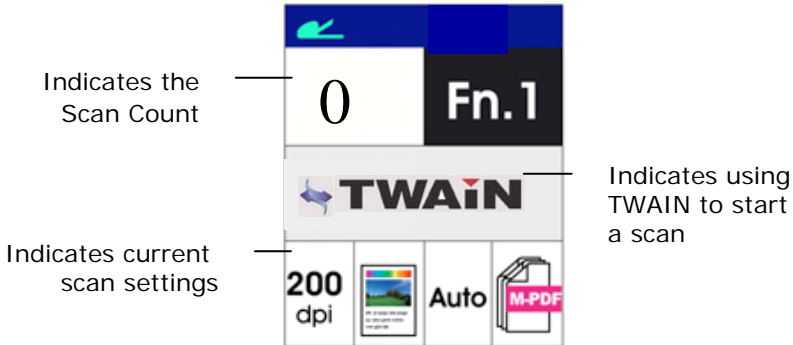 Indicates the
Scan Count
0
Fn.1
TWAiN
Indicates using
TWAIN to start
a scan
Indicates current
scan settings
200
dpi
Auto
M-PDF